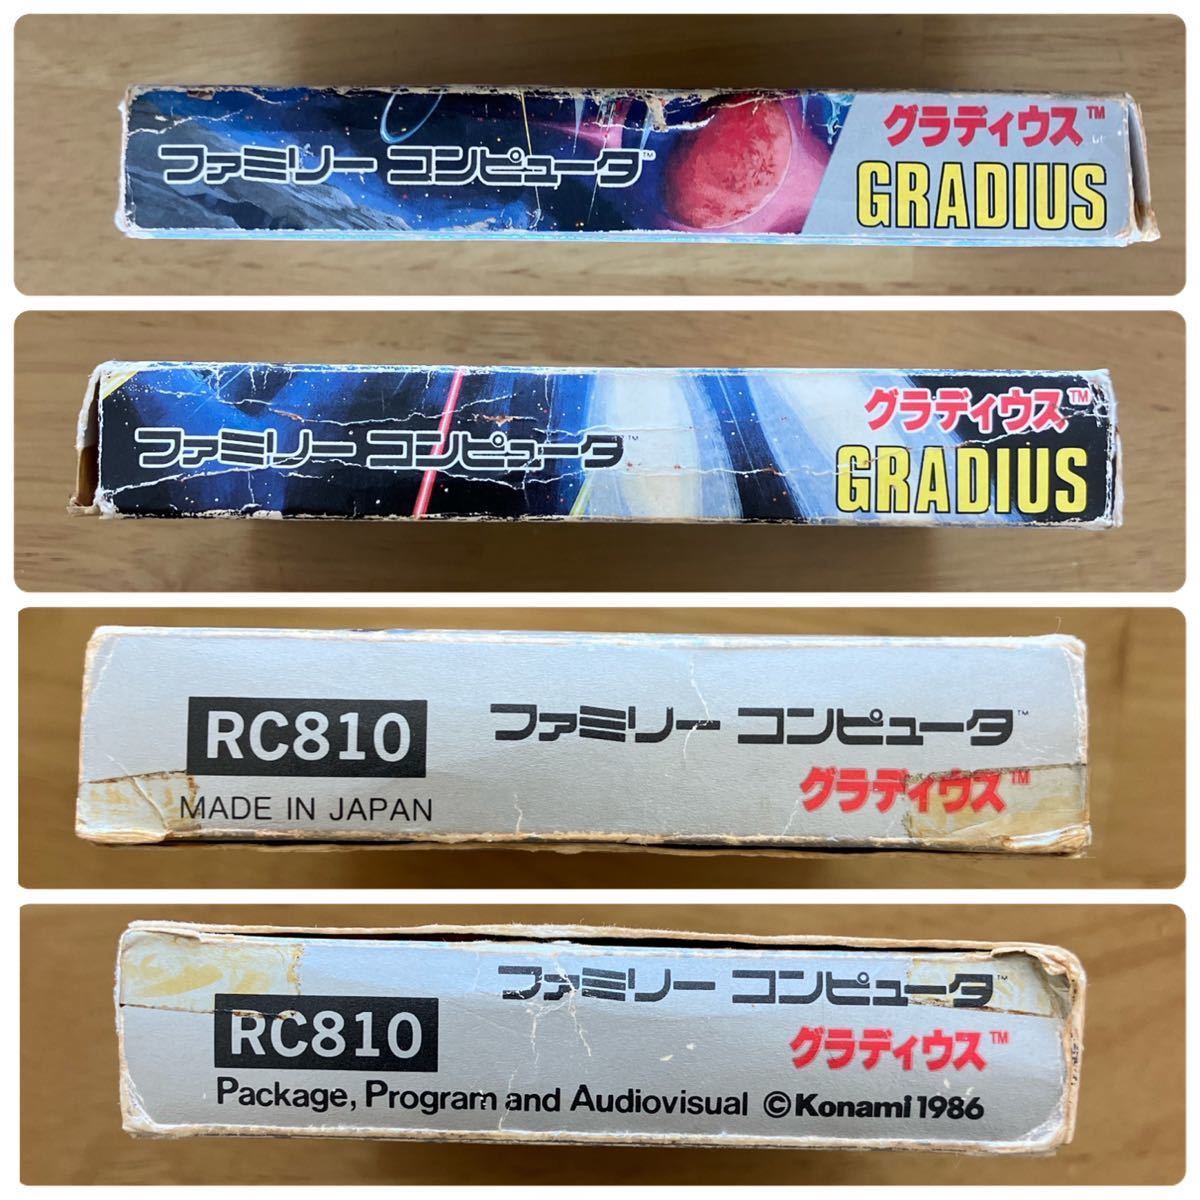 ファミリー コンピュータ™
グラディウス™
GRADIUS
ファミリー コンピュータ™
グラディウス™
GRADIUS
RC810
ファミリー コンピュータ™
グラディウス™
MADE IN JAPAN
ファミリー コンピュータ™
RC810
グラディウス™
Package, Program and Audiovisual ©Konami 1986